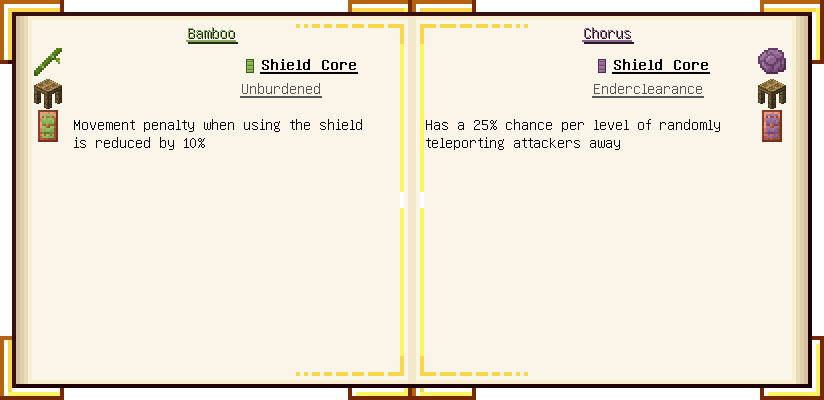 Bamboo
Shield Core
Unburdened
Movement penalty when using the shield
is reduced by 10%
Chorus
Shield Core
Enderclearance
Has a 25% chance per level of randomly
teleporting attackers away